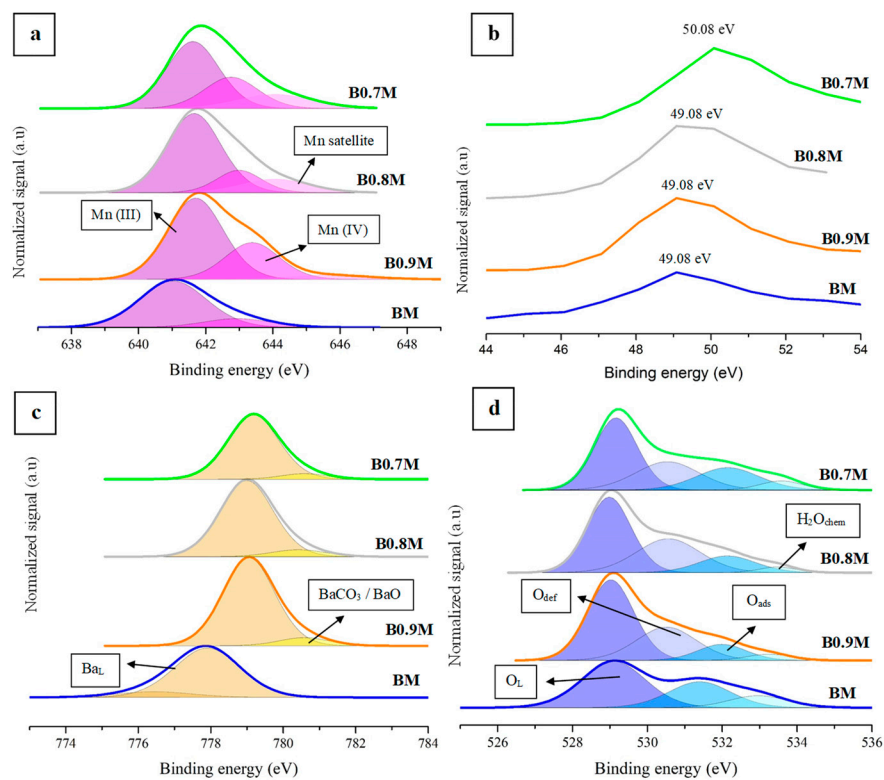 a
B0.7M
Mn satellite
B0.8M
Mn (III)
Mn (IV)
B0.9M
BM
Normalized signal (a.u)
638 640 642 644 646 648
Binding energy (eV)
b
50.08 eV
B0.7M
49.08 eV
B0.8M
49.08 eV
B0.9M
49.08 eV
BM
Normalized signal (a.u)
44 46 48 50 52 54
Binding energy (eV)
c
B0.7M
B0.8M
BaCO3 / BaO
B0.9M
BaL
BM
Normalized signal (a.u)
774 776 778 780 782 784
Binding energy (eV)
d
B0.7M
H2Ochem
B0.8M
Odef
Oads
B0.9M
OL
BM
Normalized signal (a.u)
526 528 530 532 534 536
Binding energy (eV)